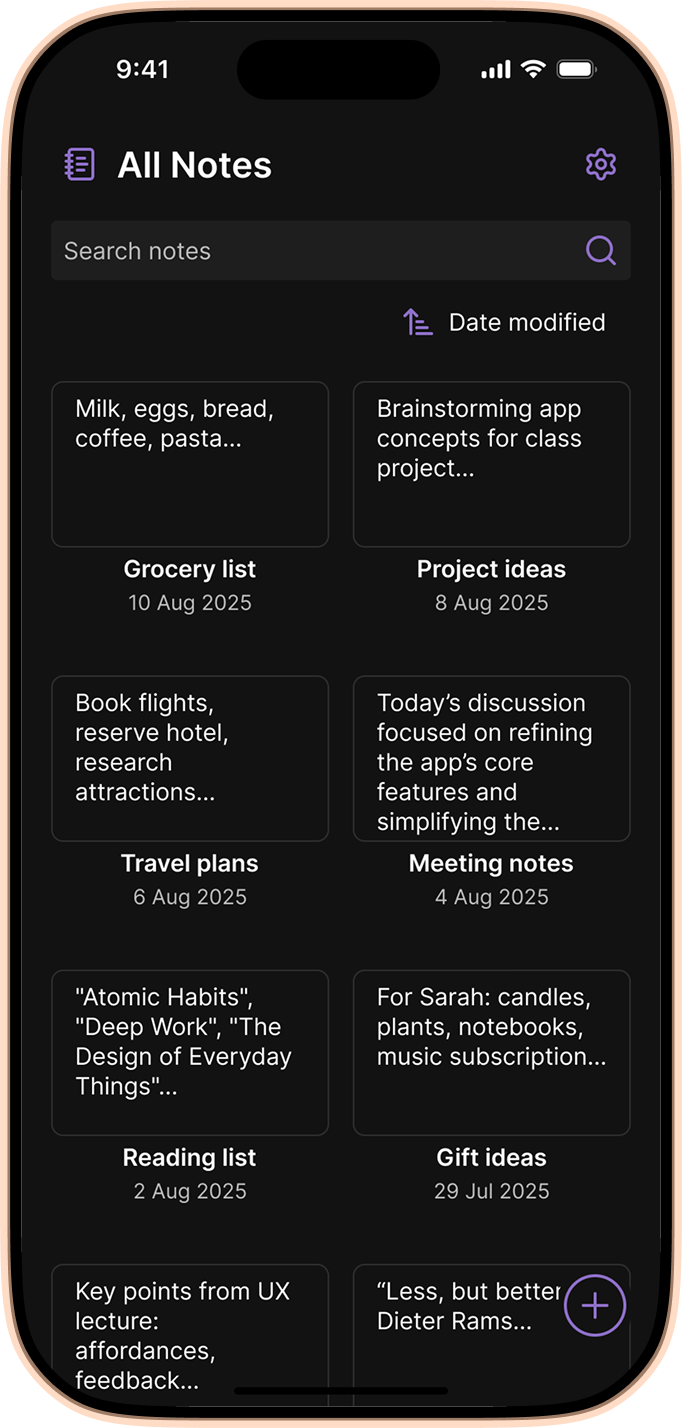 9:41
All Notes
Search notes
Date modified
Milk, eggs, bread,
coffee, pasta...
Brainstorming app
concepts for class
project...
Grocery list
10 Aug 2025
Project ideas
8 Aug 2025
Book flights,
reserve hotel,
research
attractions...
Today’s discussion
focused on refining
the app’s core
features and
simplifying the...
Travel plans
6 Aug 2025
Meeting notes
4 Aug 2025
"Atomic Habits",
"Deep Work", "The
Design of Everyday
Things"...
For Sarah: candles,
plants, notebooks,
music subscription...
Reading list
2 Aug 2025
Gift ideas
29 Jul 2025
Key points from UX
lecture:
affordances,
feedback...
“Less, but better
Dieter Rams...